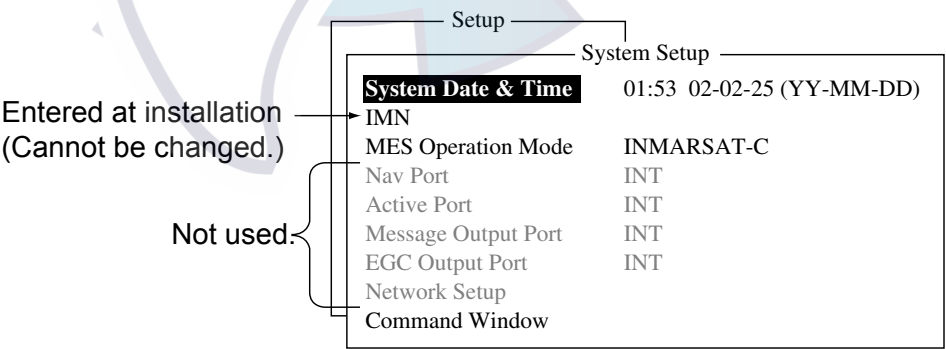 Setup
System Setup
System Date & Time 01:53 02-02-25 (YY-MM-DD)
Entered at installation
(Cannot be changed.)
IMN
MES Operation Mode INMARSAT-C
Nav Port INT
Active Port INT
Not used.
Message Output Port INT
EGC Output Port INT
Network Setup
Command Window